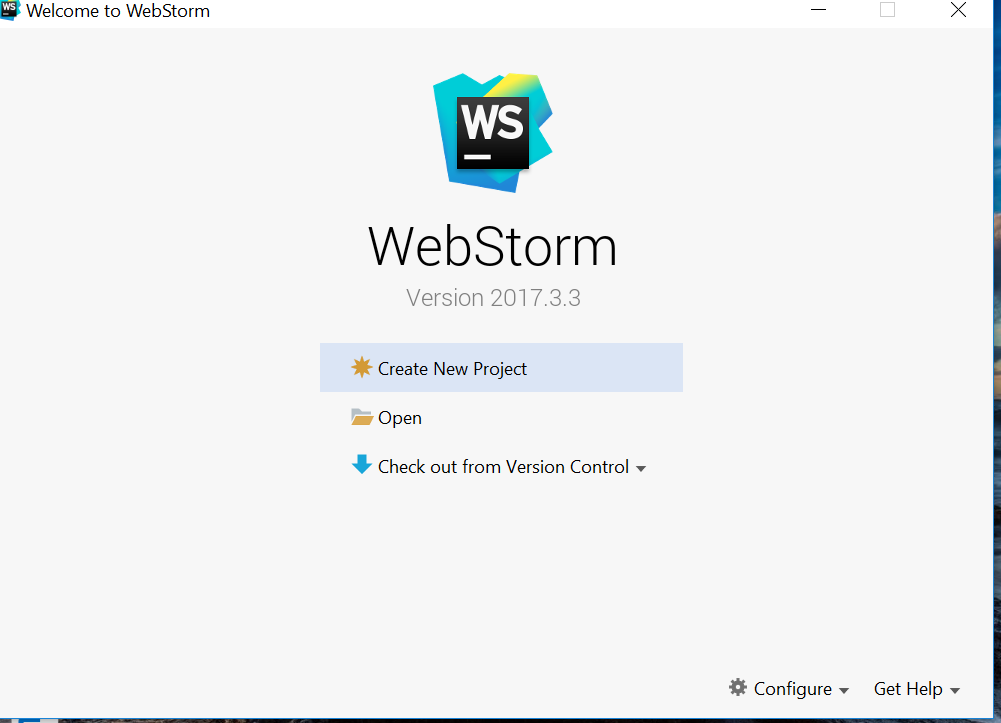 WS
Welcome to WebStorm
WS
WebStorm
Version 2017.3.3
Create New Project
Open
Check out from Version Control
Configure
Get Help